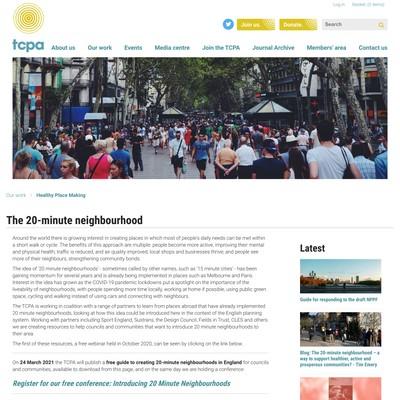 Log in Basket: (0 items)
Join us. Donate. Search
tcpa
About us Our work Events Media centre Join the TCPA Journal Archive Members' area Contact us
Our work Healthy Place Making
The 20-minute neighbourhood
Around the world there is growing interest in creating places in which most of people's daily needs can be met within
a short walk or cycle. The benefits of this approach are multiple: people become more active, improving their mental
and physical health; traffic is reduced, and air quality improved; local shops and businesses thrive; and people see
more of their neighbours, strengthening community bonds.
The idea of '20 minute neighbourhoods' - sometimes called by other names, such as '15 minute cities' - has been
gaining momentum for several years and is already being implemented in places such as Melbourne and Paris.
Interest in the idea has grown as the COVID-19 pandemic lockdowns put a spotlight on the importance of the
liveability of neighbourhoods, with people spending more time locally, working at home if possible, using public green
space, cycling and walking instead of using cars and connecting with neighbours.
The TCPA is working in coalition with a range of partners to learn from places abroad that have already implemented
20 minute neighbourhoods, looking at how this idea could be introduced here in the context of the English planning
system. Working with partners including Sport England, Sustrans, the Design Council, Fields in Trust, CLES and others
we are creating resources to help councils and communities that want to introduce 20 minute neighbourhoods to
their area.
The first of these resources, a free webinar held in October 2020, can be seen by clicking on the link below.
On 24 March 2021 the TCPA will publish a free guide to creating 20-minute neighbourhoods in England for councils
and communities, available to download from this page, and on the same day we are holding a conference:
Register for our free conference: Introducing 20 Minute Neighbourhoods
Latest
Guide for responding to the draft NPPF
Blog: The 20-minute neighbourhood – a
way to support healthier, active and
prosperous communities? - Tim Emery